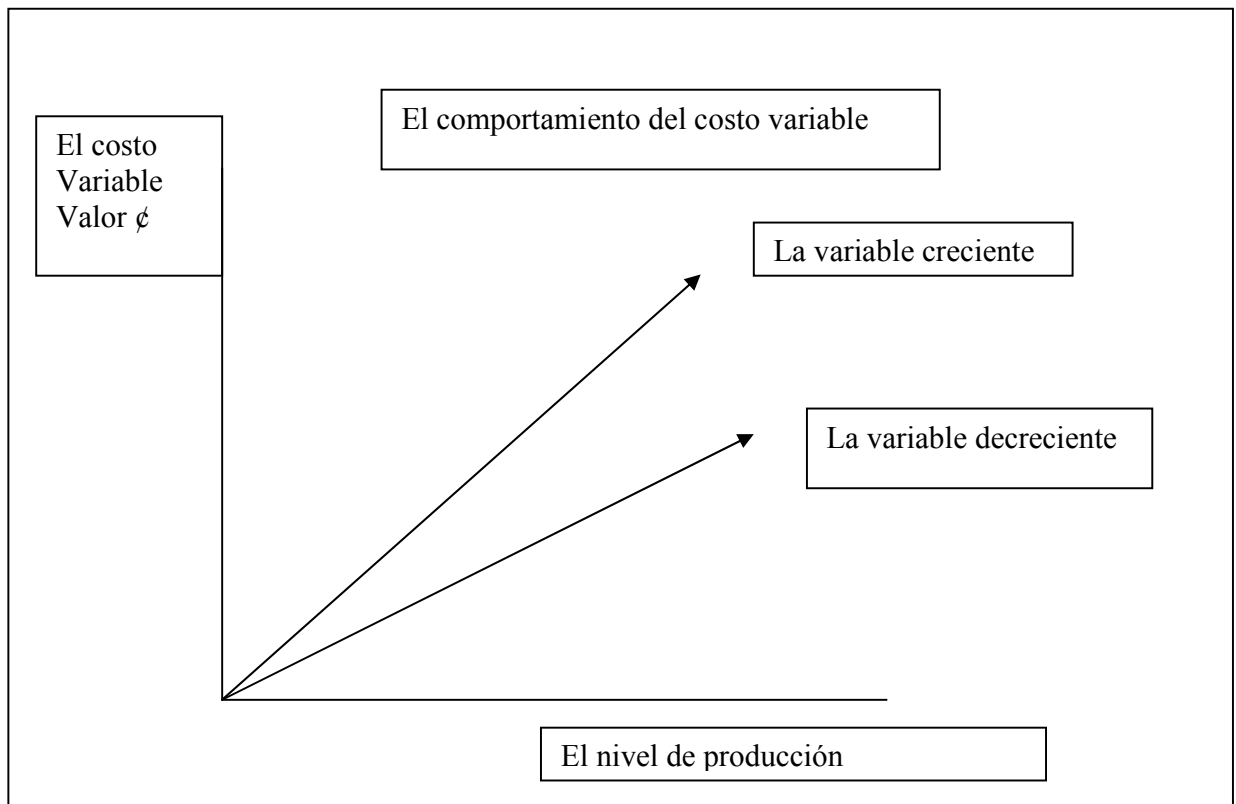 El comportamiento del costo variable
El costo
Variable
Valor ¢
La variable creciente
La variable decreciente
El nivel de producción